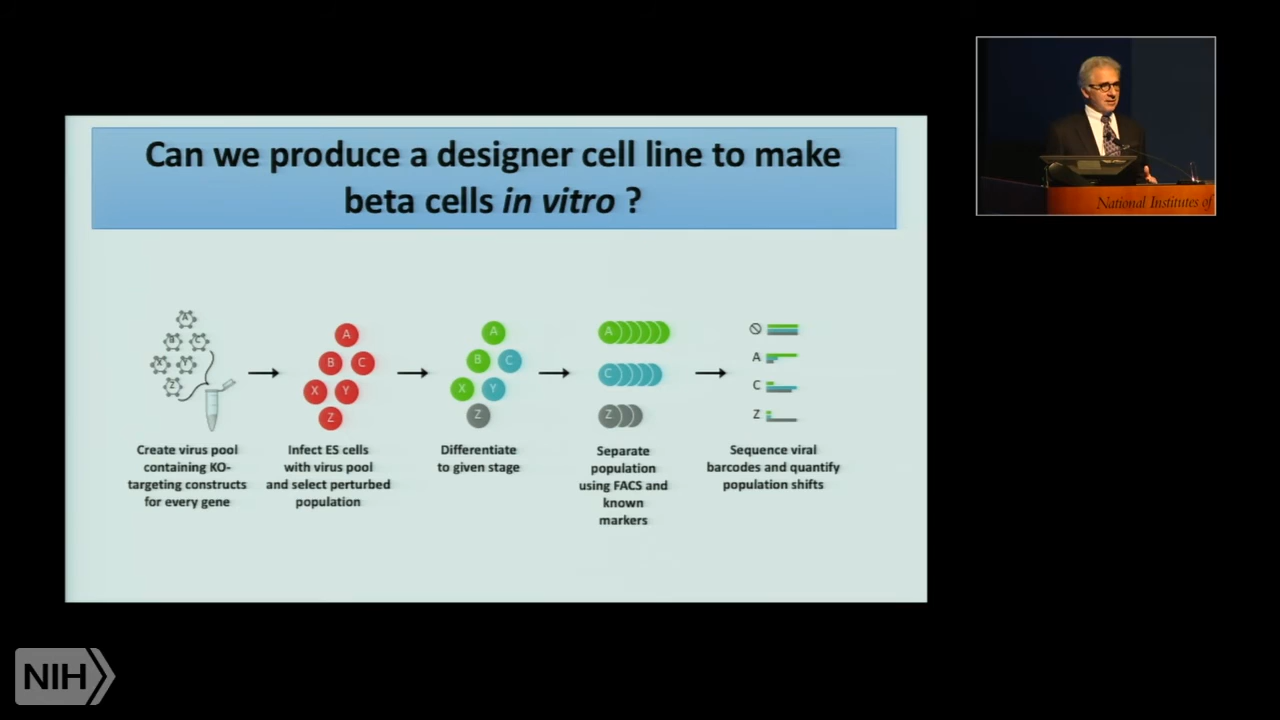 Can we produce a designer cell line to make
beta cells in vitro ?
A
B C
X Y
Z
A
B C
X Y
Z
A
B C
X Y
Z
A
C
Z
A
C
Z
Create virus pool
containing KO-
targeting constructs
for every gene
Infect ES cells
with virus pool
and select perturbed
population
Differentiate
to given stage
Separate
population
using FACS and
known
markers
Sequence viral
barcodes and quantify
population shifts
National Institutes of
NIH